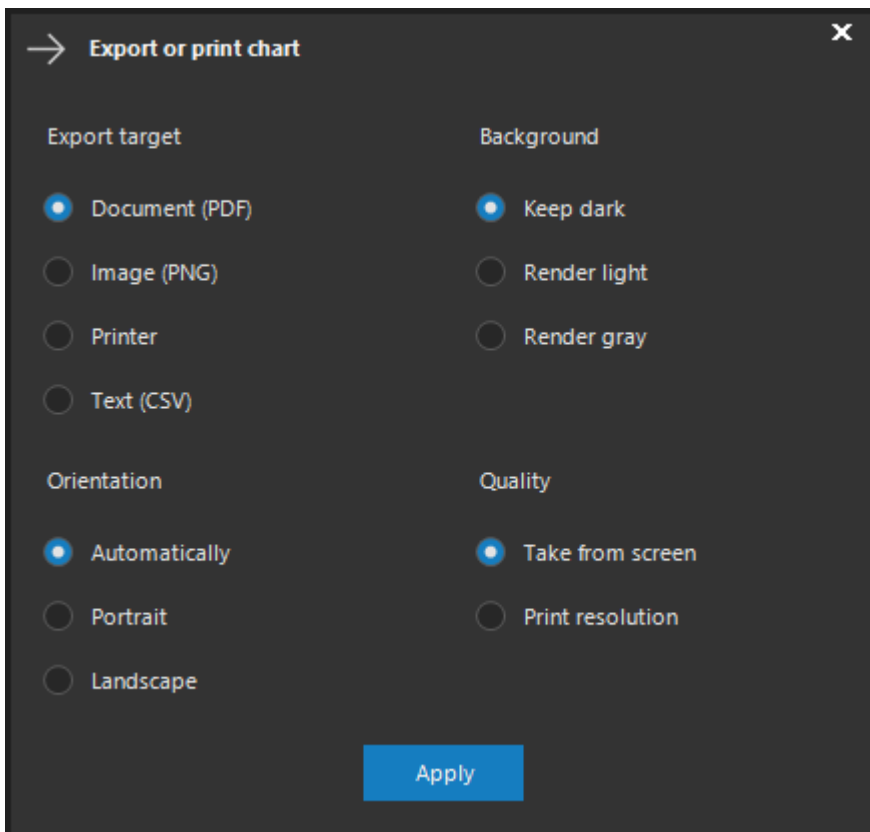 Export or print chart
Export target
Document (PDF)
Image (PNG)
Printer
Text (CSV)
Background
Keep dark
Render light
Render gray
Orientation
Automatically
Portrait
Landscape
Quality
Take from screen
Print resolution
Apply